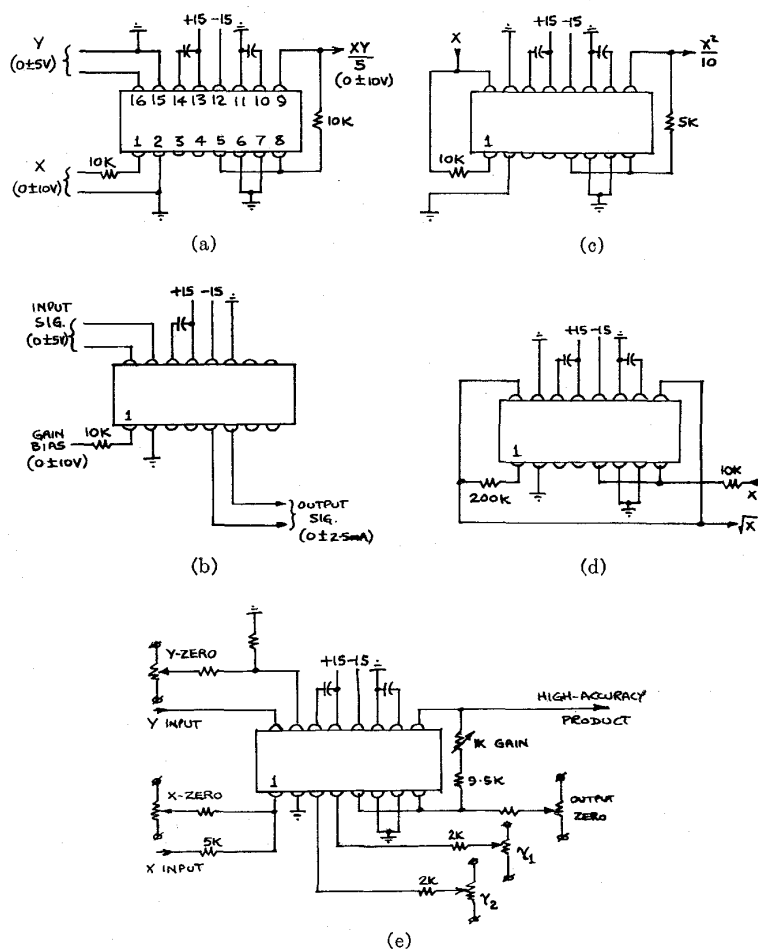 +15 -15
Y
(0±5V)
XY
5
(0±10V)
16 15 14 13 12 11 10 9
1 2 3 4 5 6 7 8
10K
10K
X
(0±10V)
(a)
+15 -15
X
X²
10
1
5K
10K
(c)
+15 -15
INPUT
SIG.
(0±5V)
1
GAIN
BIAS
(0±10V)
10K
OUTPUT
SIG.
(0±2.5mA)
(b)
+15 -15
1
200K
10K
X
√X
(d)
Y-ZERO
+15 -15
Y INPUT
HIGH-ACCURACY
PRODUCT
1K GAIN
9.5K
1
X-ZERO
5K
X INPUT
OUTPUT
ZERO
2K
γ1
2K
γ2
(e)